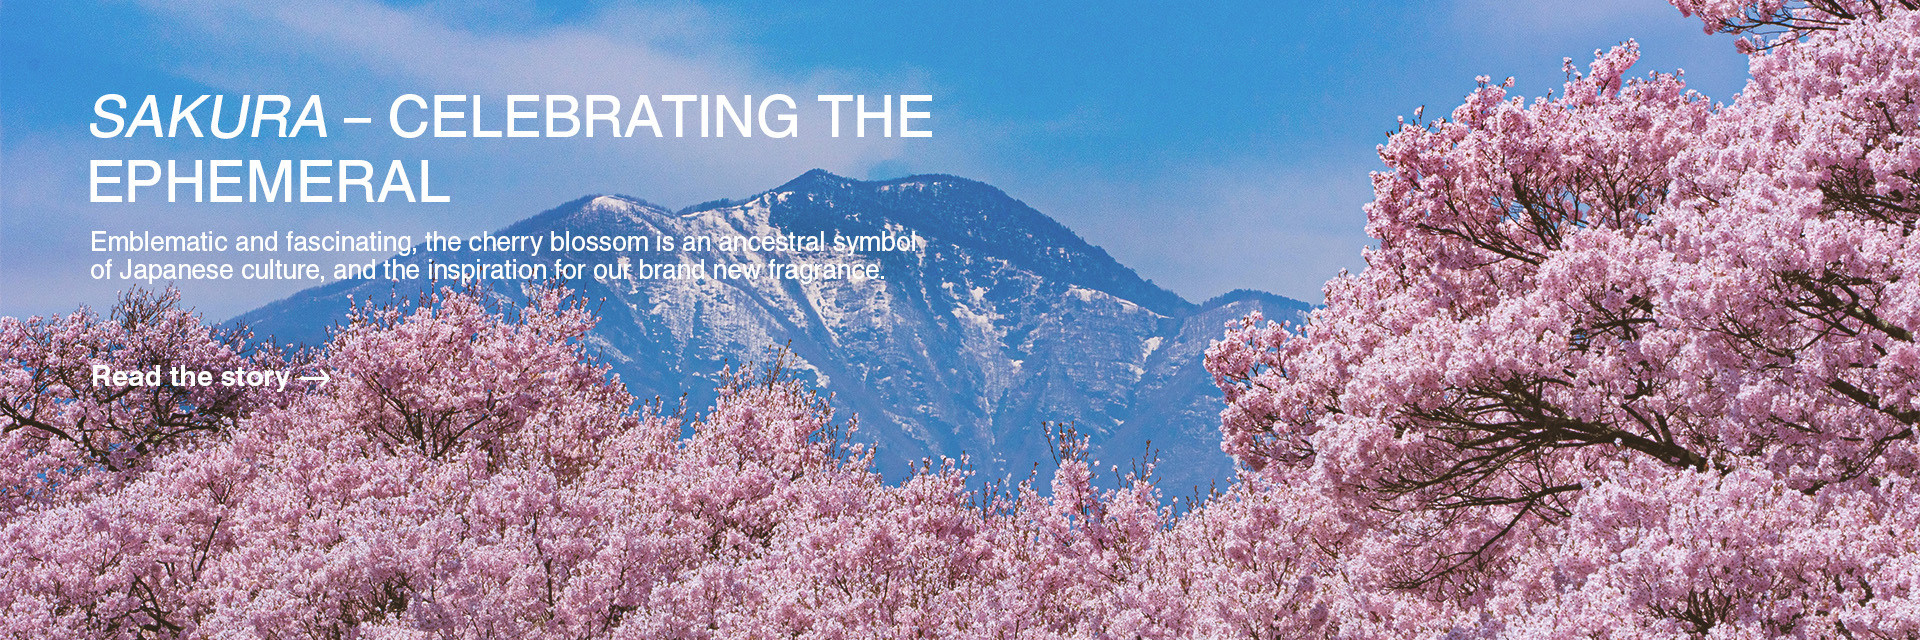 SAKURA – CELEBRATING THE
EPHEMERAL
Emblematic and fascinating, the cherry blossom is an ancestral symbol
of Japanese culture, and the inspiration for our brand new fragrance.
Read the story →